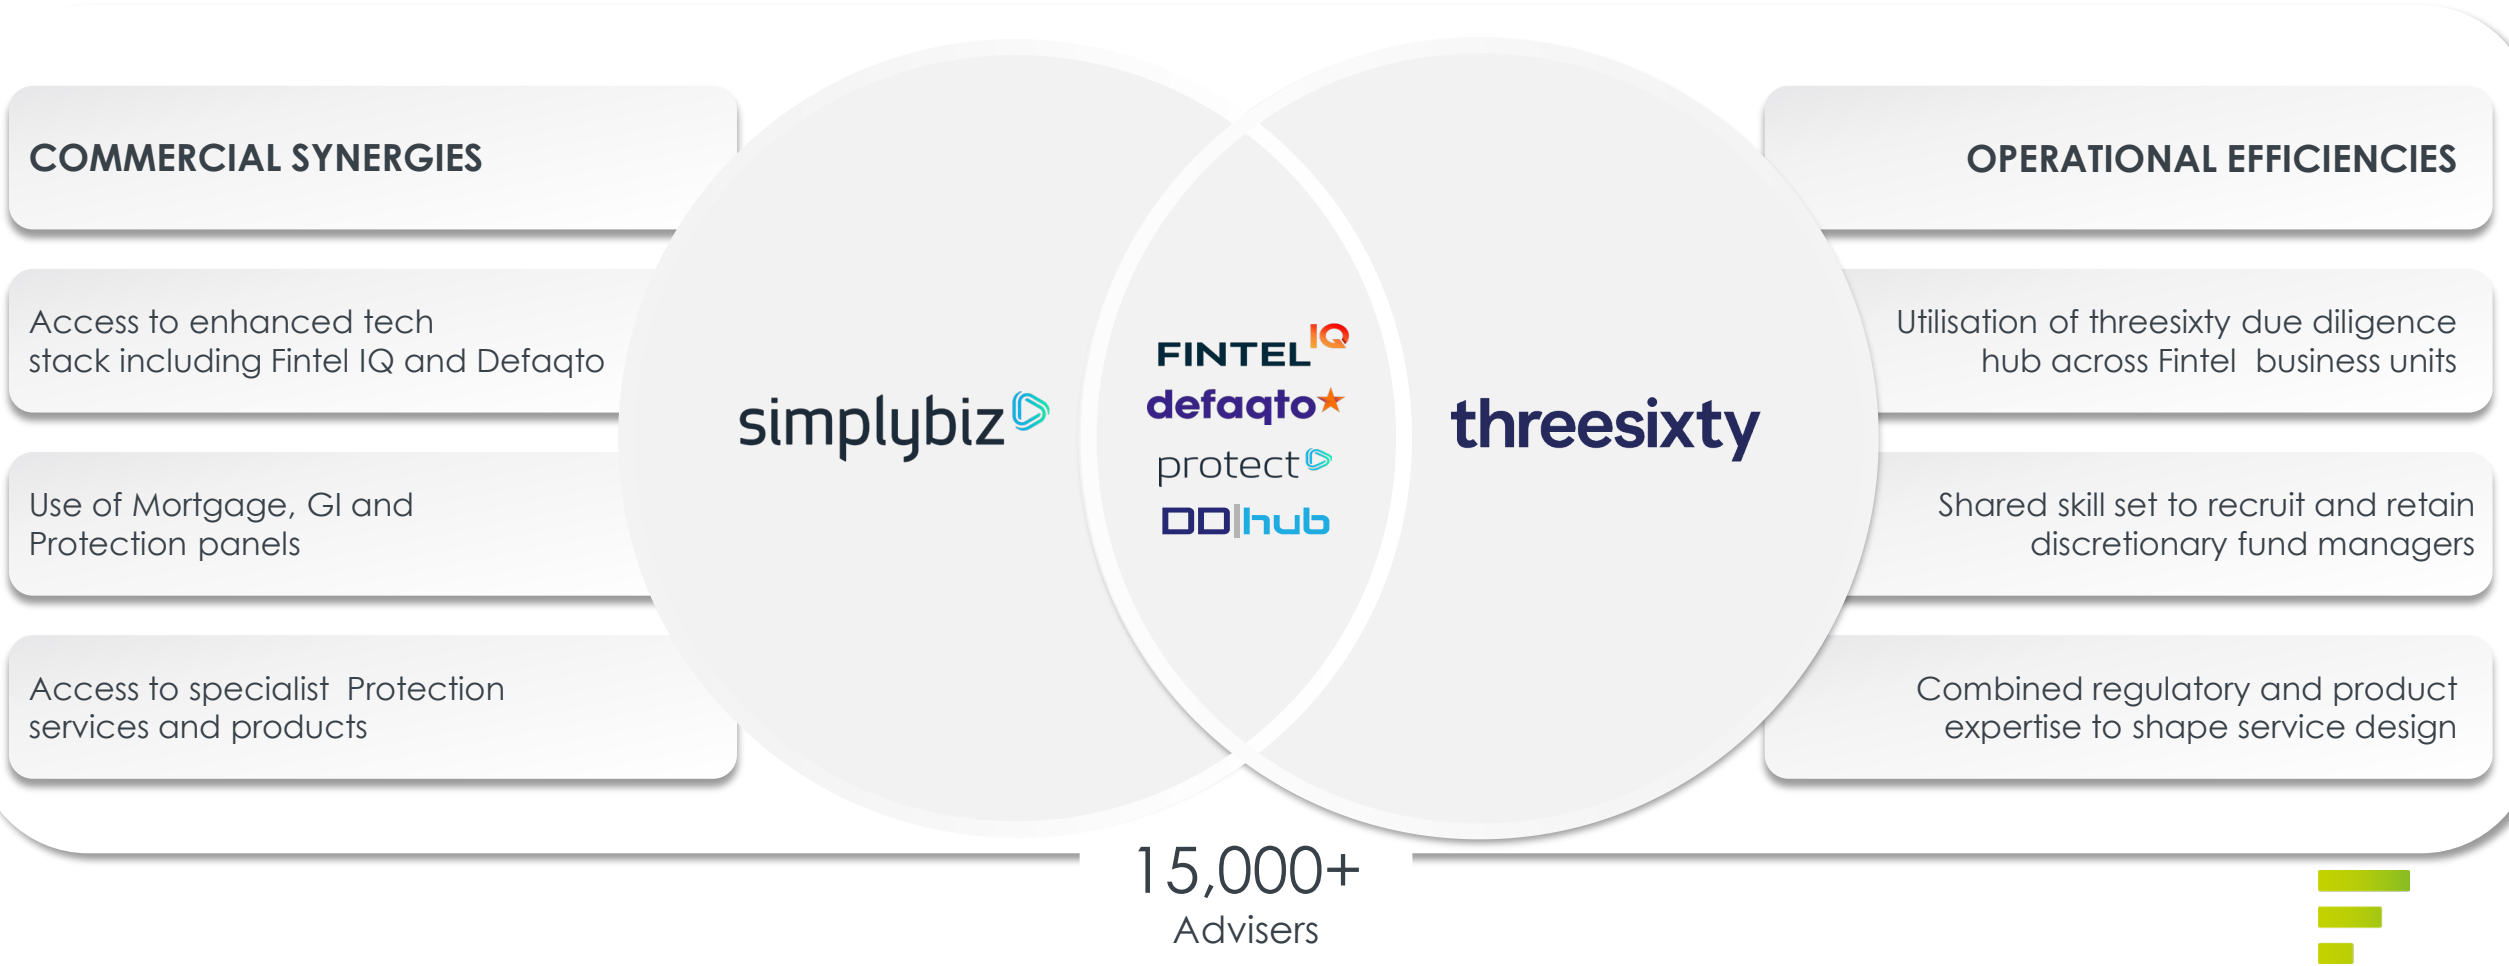 COMMERCIAL SYNERGIES
Access to enhanced tech
stack including Fintel IQ and Defaqto
Use of Mortgage, GI and
Protection panels
Access to specialist Protection
services and products
simplybiz
FINTEL IQ
defaqto
protect
DD|hub
threesixty
OPERATIONAL EFFICIENCIES
Utilisation of threesixty due diligence
hub across Fintel business units
Shared skill set to recruit and retain
discretionary fund managers
Combined regulatory and product
expertise to shape service design
15,000+
Advisers